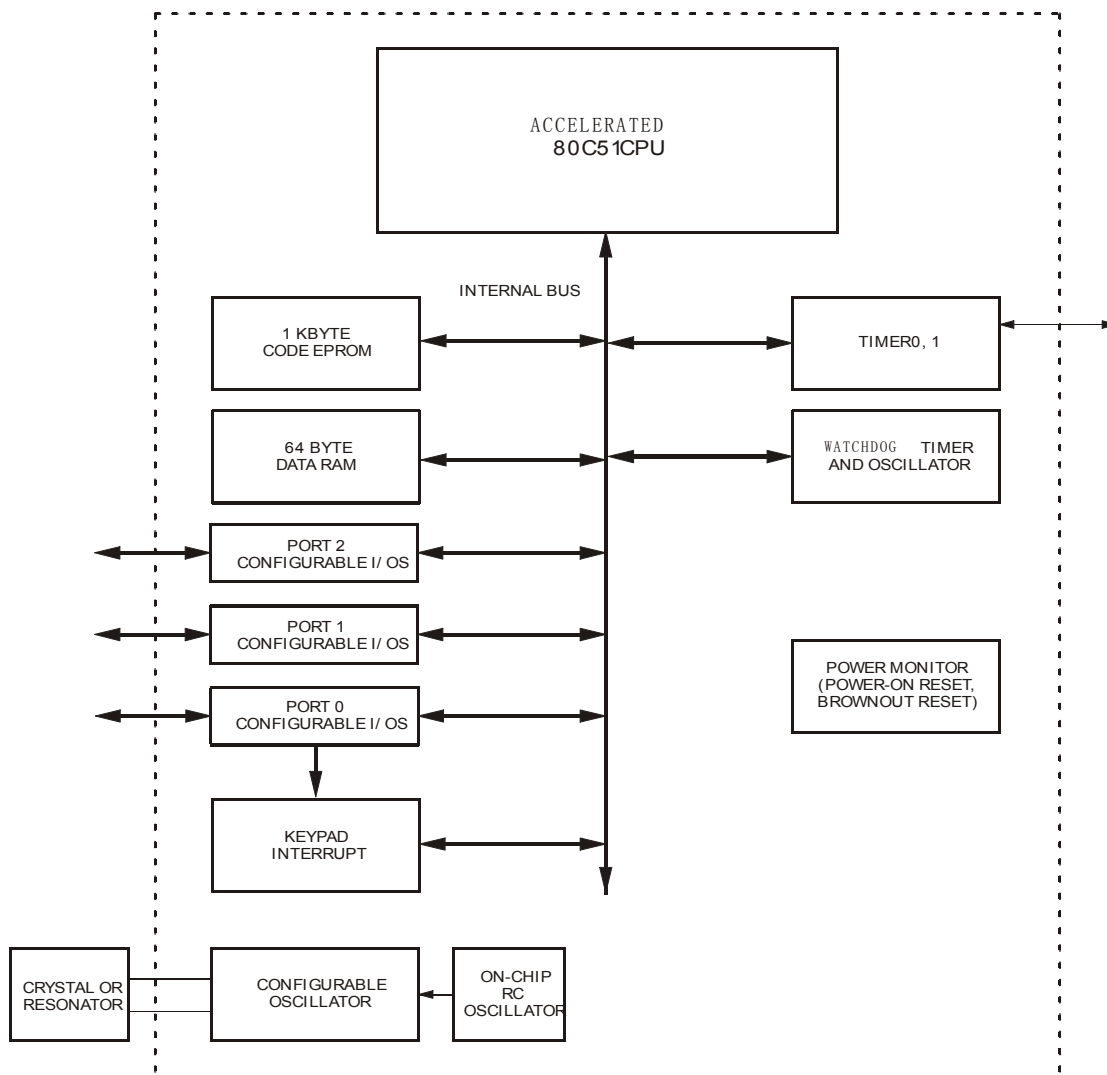 ACCELERATED
80C51CPU
INTERNAL BUS
1 KBYTE
CODE EPROM
TIMER0, 1
64 BYTE
DATA RAM
WATCHDOG TIMER
AND OSCILLATOR
PORT 2
CONFIGURABLE I/ OS
PORT 1
CONFIGURABLE I/ OS
POWER MONITOR
(POWER-ON RESET,
BROWNOUT RESET)
PORT 0
CONFIGURABLE I/ OS
KEYPAD
INTERRUPT
CRYSTAL OR
RESONATOR
CONFIGURABLE
OSCILLATOR
ON-CHIP
RC
OSCILLATOR